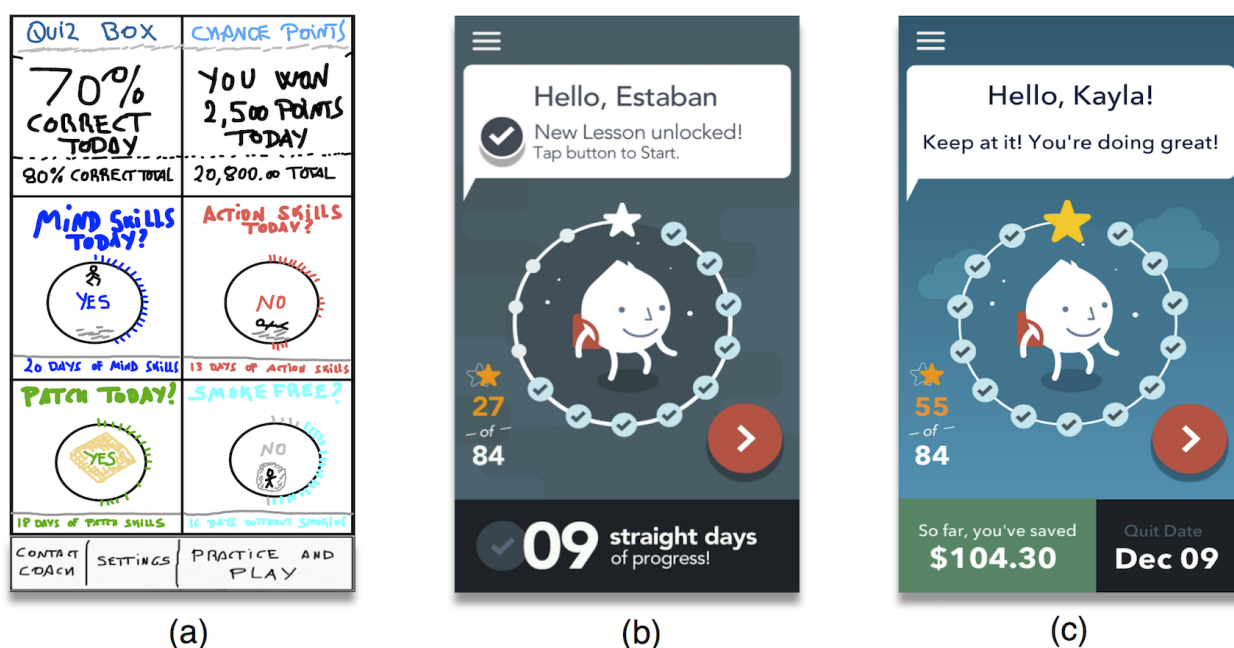 QUIZ BOX
CHANCE POINTS
70%
CORRECT
TODAY
YOU WON
2,500 POINTS
TODAY
80% CORRECT TOTAL
20,800.00 TOTAL
MIND SKILLS
TODAY?
ACTION SKILLS
TODAY?
YES
NO
20 DAYS OF MIND SKILLS
13 DAYS OF ACTION SKILLS
PATCH TODAY?
SMOKE FREE?
YES
NO
18 DAYS OF PATCH SKILLS
16 DAYS WITHOUT SMOKING
CONTACT
COACH
SETTINGS
PRACTICE AND
PLAY
(a)
Hello, Estaban
New Lesson unlocked!
Tap button to Start.
27
of
84
09 straight days
of progress!
(b)
Hello, Kayla!
Keep at it! You're doing great!
55
of
84
So far, you've saved
$104.30
Quit Date
Dec 09
(c)